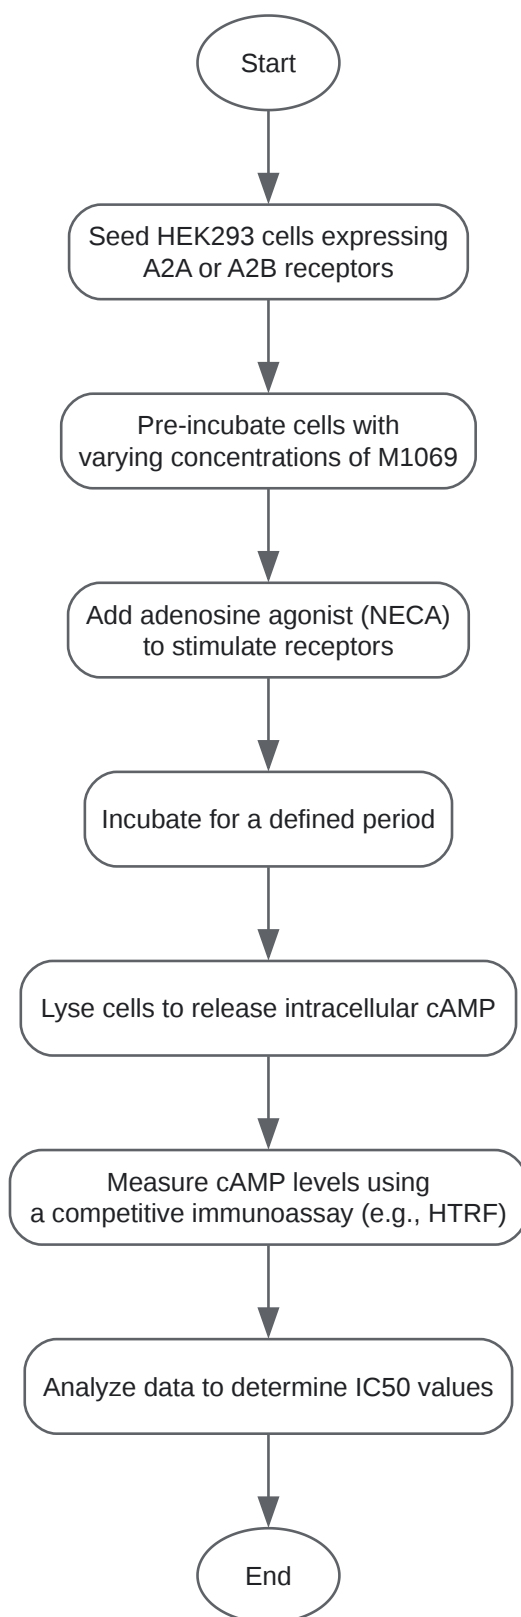 Start
Seed HEK293 cells expressing
A2A or A2B receptors
Pre-incubate cells with
varying concentrations of M1069
Add adenosine agonist (NECA)
to stimulate receptors
Incubate for a defined period
Lyse cells to release intracellular cAMP
Measure cAMP levels using
a competitive immunoassay (e.g., HTRF)
Analyze data to determine IC50 values
End